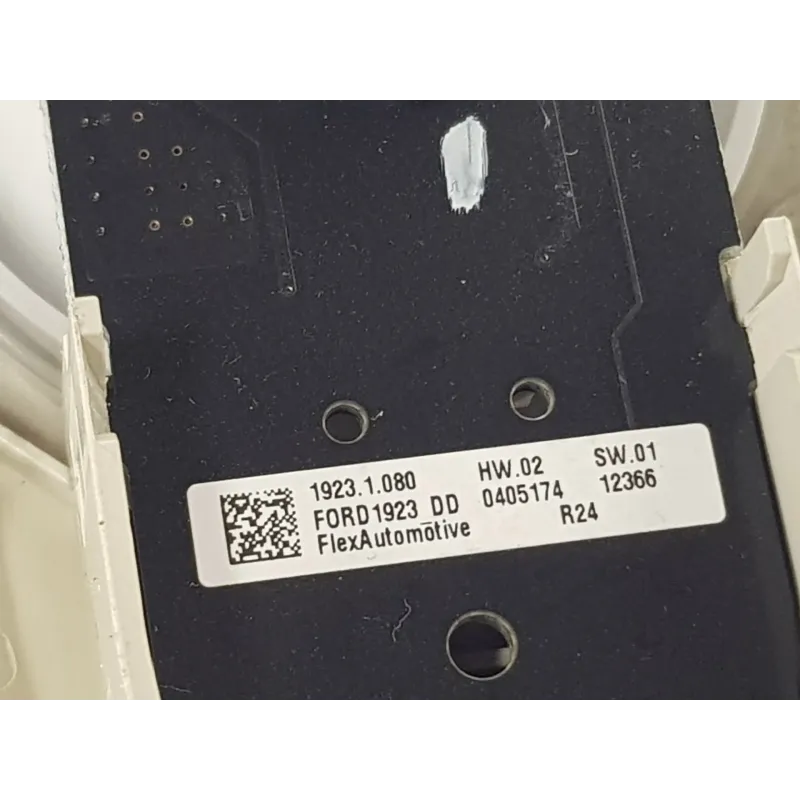 1923.1.080 HW.02 SW.01
FORD1923_DD 0405174 12366
FlexAutomotive R24